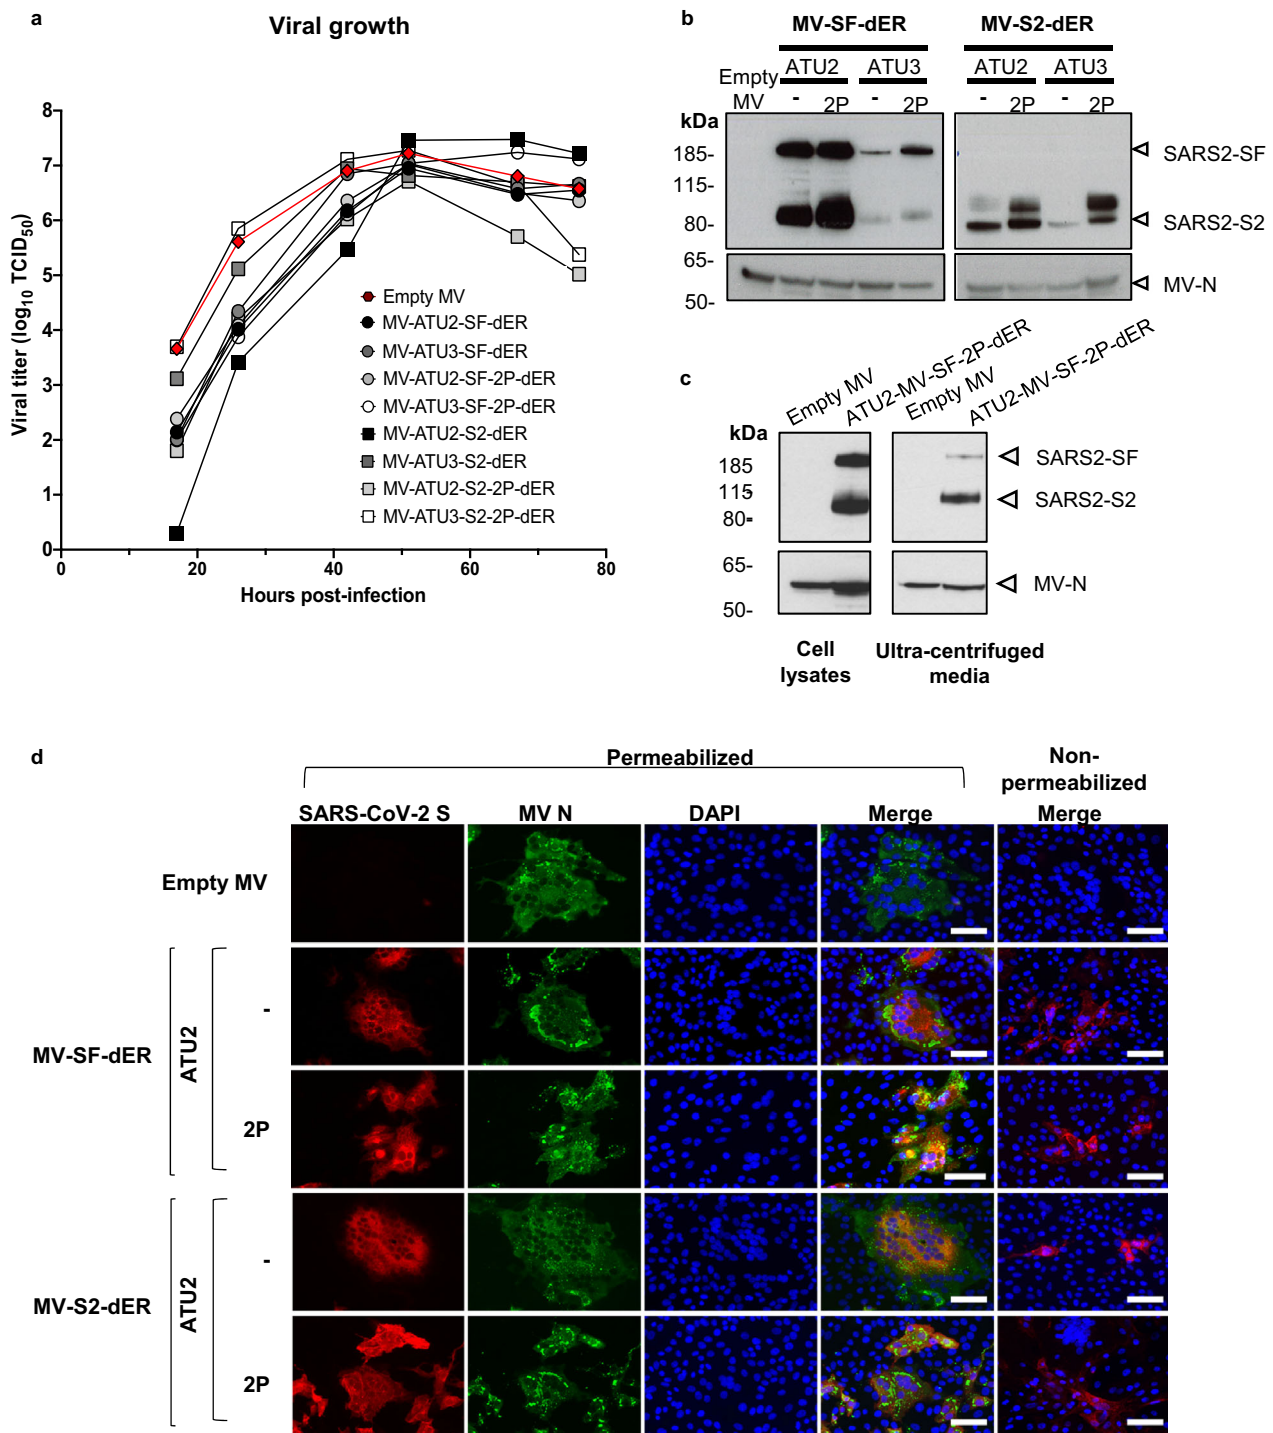 a
Viral growth
8
7
6
5
4
3
2
1
0
0
20
40
60
80
Viral titer (log10 TCID50)
Hours post-infection
Empty MV
MV-ATU2-SF-dER
MV-ATU3-SF-dER
MV-ATU2-SF-2P-dER
MV-ATU3-SF-2P-dER
MV-ATU2-S2-dER
MV-ATU3-S2-dER
MV-ATU2-S2-2P-dER
MV-ATU3-S2-2P-dER
b
MV-SF-dER
MV-S2-dER
Empty MV
ATU2 ATU3
ATU2 ATU3
- 2P - 2P
- 2P - 2P
kDa
185-
115-
80-
65-
50-
SARS2-SF
SARS2-S2
MV-N
c
Empty MV
ATU2-MV-SF-2P-dER
Empty MV
ATU2-MV-SF-2P-dER
kDa
185
115-
80-
65-
50-
SARS2-SF
SARS2-S2
MV-N
Cell lysates
Ultra-centrifuged media
d
Permeabilized
Non-permeabilized
SARS-CoV-2 S
MV N
DAPI
Merge
Merge
Empty MV
MV-SF-dER
ATU2
-
2P
MV-S2-dER
ATU2
-
2P